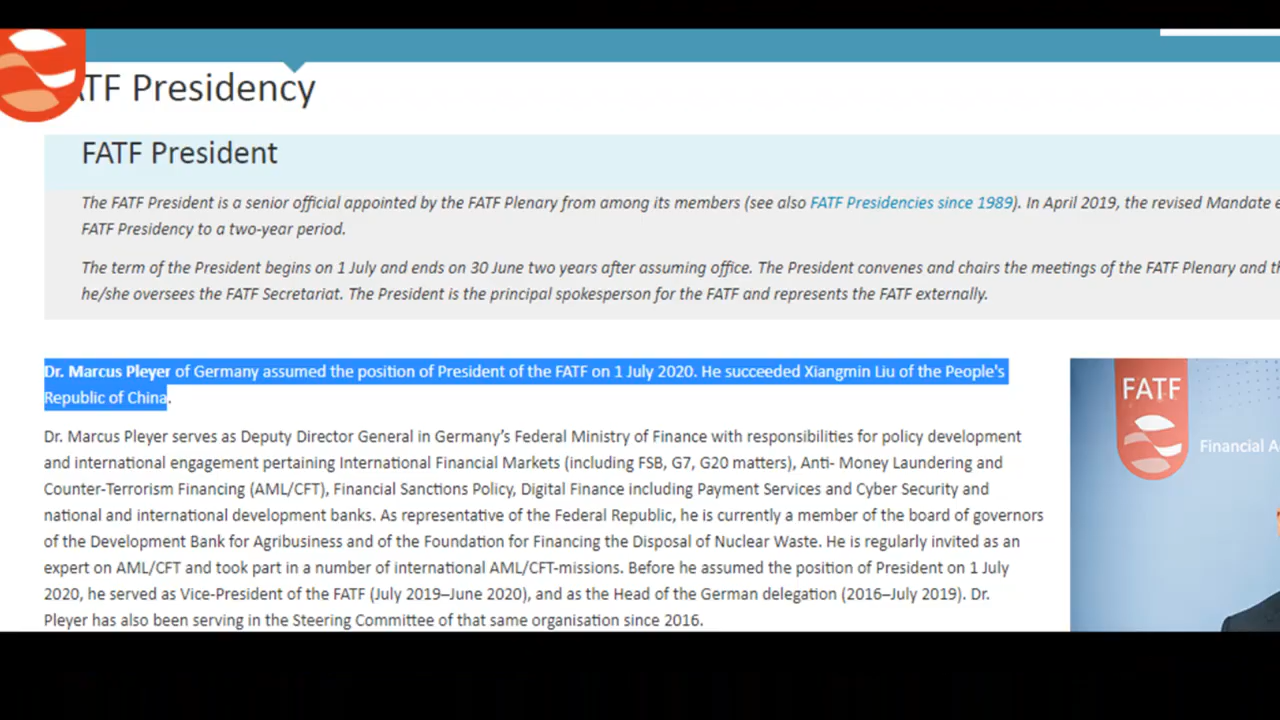 ATF Presidency
FATF President
The FATF President is a senior official appointed by the FATF Plenary from among its members (see also FATF Presidencies since 1989). In April 2019, the revised Mandate
FATF Presidency to a two-year period.
The term of the President begins on 1 July and ends on 30 June two years after assuming office. The President convenes and chairs the meetings of the FATF Plenary and
he/she oversees the FATF Secretariat. The President is the principal spokesperson for the FATF and represents the FATF externally.
Dr. Marcus Pleyer of Germany assumed the position of President of the FATF on 1 July 2020. He succeeded Xiangmin Liu of the People's
Republic of China.
Dr. Marcus Pleyer serves as Deputy Director General in Germany’s Federal Ministry of Finance with responsibilities for policy development
and international engagement pertaining International Financial Markets (including FSB, G7, G20 matters), Anti- Money Laundering and
Counter-Terrorism Financing (AML/CFT), Financial Sanctions Policy, Digital Finance including Payment Services and Cyber Security and
national and international development banks. As representative of the Federal Republic, he is currently a member of the board of governors
of the Development Bank for Agribusiness and of the Foundation for Financing the Disposal of Nuclear Waste. He is regularly invited as an
expert on AML/CFT and took part in a number of international AML/CFT-missions. Before he assumed the position of President on 1 July
2020, he served as Vice-President of the FATF (July 2019–June 2020), and as the Head of the German delegation (2016–July 2019). Dr.
Pleyer has also been serving in the Steering Committee of that same organisation since 2016.
FATF
Financial